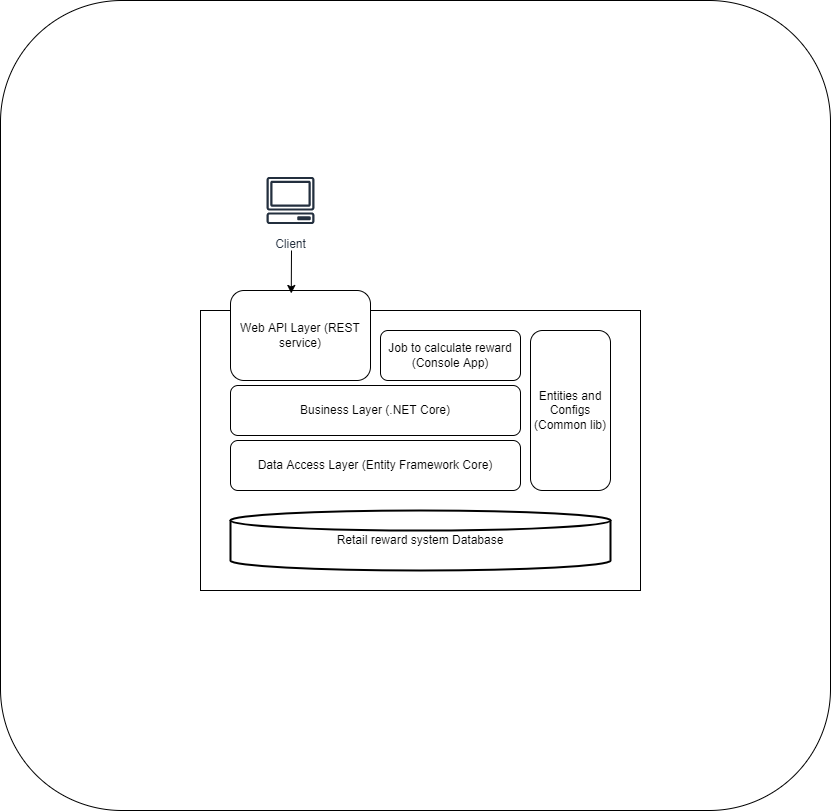 Client
Web API Layer (REST
service)
Job to calculate reward
(Console App)
Entities and
Configs
(Common lib)
Business Layer (.NET Core)
Data Access Layer (Entity Framework Core)
Retail reward system Database